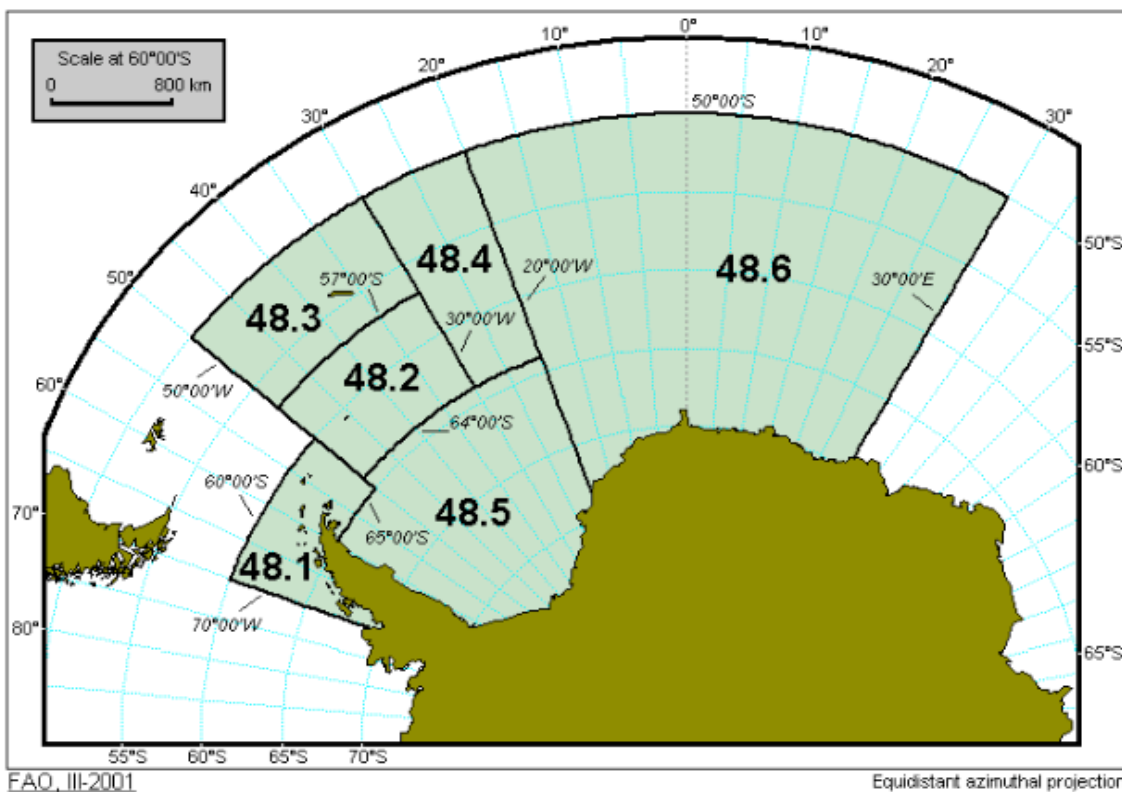 0°
10°
10°
20°
20°
30°
30°
Scale at 60°00'S
0 800 km
50°00'S
40°
50°
60°
70°
80°
48.3
57°00'S
48.4
20°00'W
48.6
30°00'E
50°S
55°S
60°S
65°S
48.2
30°00'W
50°00'W
64°00'S
60°00'S
48.5
65°00'S
48.1
70°00'W
55°S 60°S 65°S 70°S
FAO, III-2001
Equidistant azimuthal projection